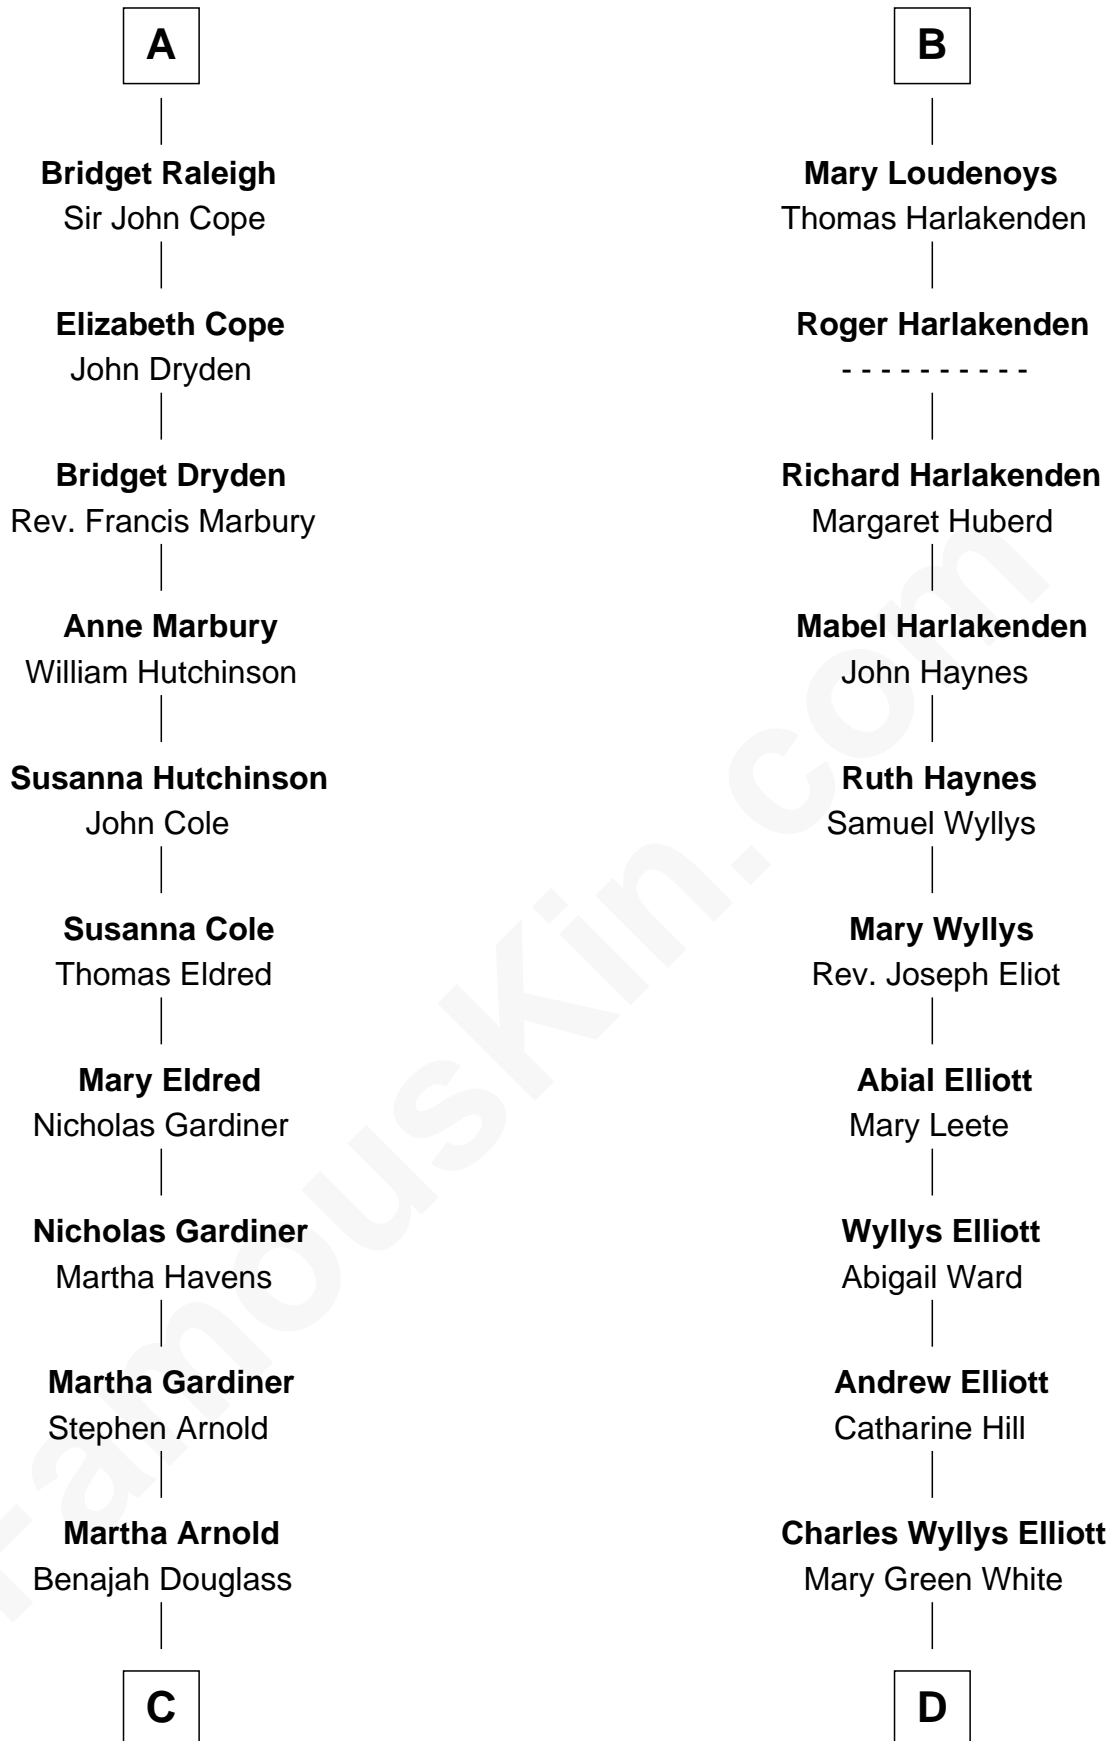 A
Bridget Raleigh
Sir John Cope
Elizabeth Cope
John Dryden
Bridget Dryden
Rev. Francis Marbury
Anne Marbury
William Hutchinson
Susanna Hutchinson
John Cole
Susanna Cole
Thomas Eldred
Mary Eldred
Nicholas Gardiner
Nicholas Gardiner
Martha Havens
Martha Gardiner
Stephen Arnold
Martha Arnold
Benajah Douglass
C
B
Mary Loudenoys
Thomas Harlakenden
Roger Harlakenden
- - - - - - - - - -
Richard Harlakenden
Margaret Huberd
Mabel Harlakenden
John Haynes
Ruth Haynes
Samuel Wyllys
Mary Wyllys
Rev. Joseph Eliot
Abial Elliott
Mary Leete
Wyllys Elliott
Abigail Ward
Andrew Elliott
Catharine Hill
Charles Wyllys Elliott
Mary Green White
D
FamousKin.com